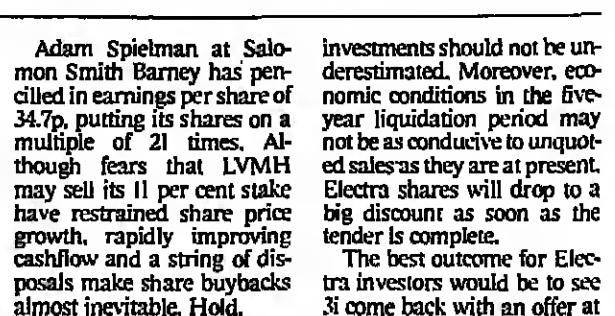 Adam Spielman at Salo-
mon Smith Barney has pen-
cilled in earnings per share of
34.7p, putting its shares on a
multiple of 21 times. Al-
though fears that LVMH
may sell its 11 per cent stake
have restrained share price
growth, rapidly improving
cashflow and a string of dis-
posals make share buybacks
almost inevitable. Hold.
investments should not be un-
derestimated. Moreover, eco-
nomic conditions in the five-
year liquidation period may
not be as conducive to unquot-
ed sales as they are at present.
Electra shares will drop to a
big discount as soon as the
tender is complete.
The best outcome for Elec-
tra investors would be to see
3i come back with an offer at